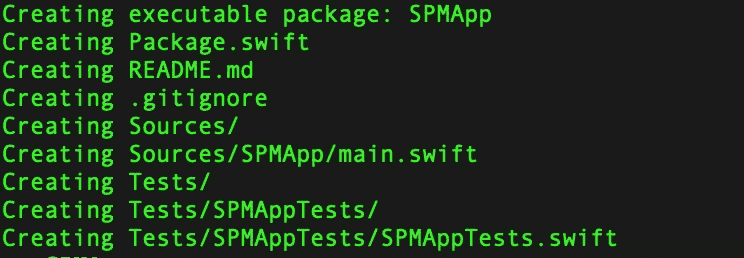 Creating executable package: SPMApp
Creating Package.swift
Creating README.md
Creating .gitignore
Creating Sources/
Creating Sources/SPMApp/main.swift
Creating Tests/
Creating Tests/SPMAppTests/
Creating Tests/SPMAppTests/SPMAppTests.swift